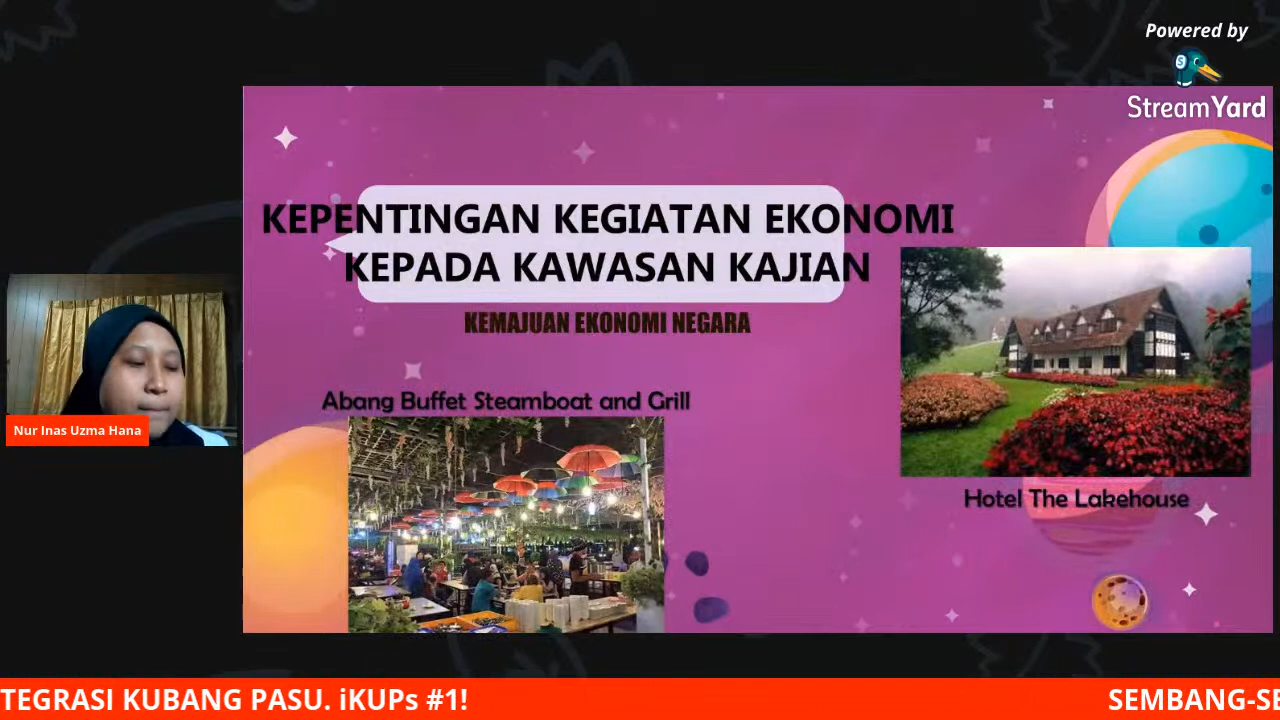 Powered by
StreamYard
KEPENTINGAN KEGIATAN EKONOMI
KEPADA KAWASAN KAJIAN
KEMAJUAN EKONOMI NEGARA
Abang Buffet Steamboat and Grill
Hotel The Lakehouse
Nur Inas Uzma Hana
TEGRASI KUBANG PASU. iKUPs #1!
SEMBANG-SE